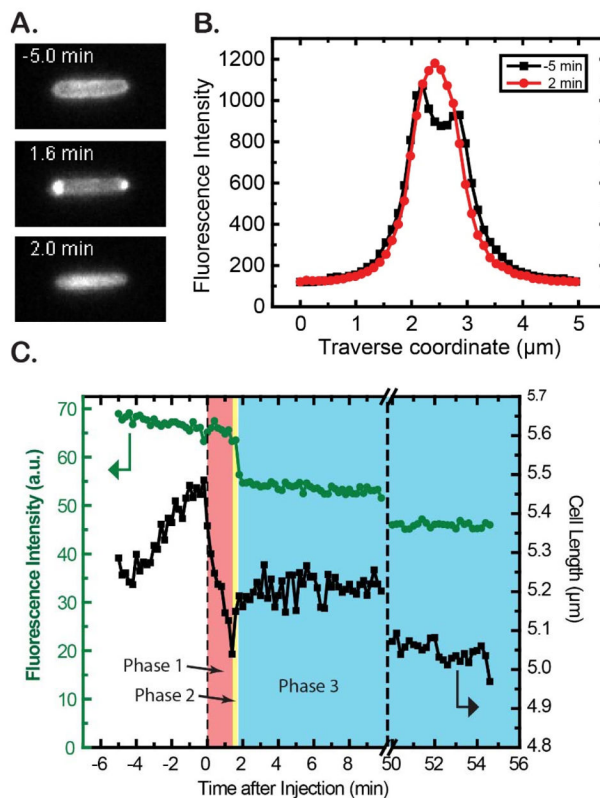 A.
-5.0 min
1.6 min
2.0 min
B.
Fluorescence Intensity
1200
1000
800
600
400
200
0
-5 min
2 min
0 1 2 3 4 5
Traverse coordinate (µm)
C.
Fluorescence Intensity (a.u.)
70
60
50
40
30
20
10
0
Phase 1
Phase 2
Phase 3
5.7
5.6
5.5
5.4
5.3
5.2
5.1
5.0
4.9
4.8
Cell Length (µm)
-6 -4 -2 0 2 4 6 8 50 52 54 56
Time after Injection (min)